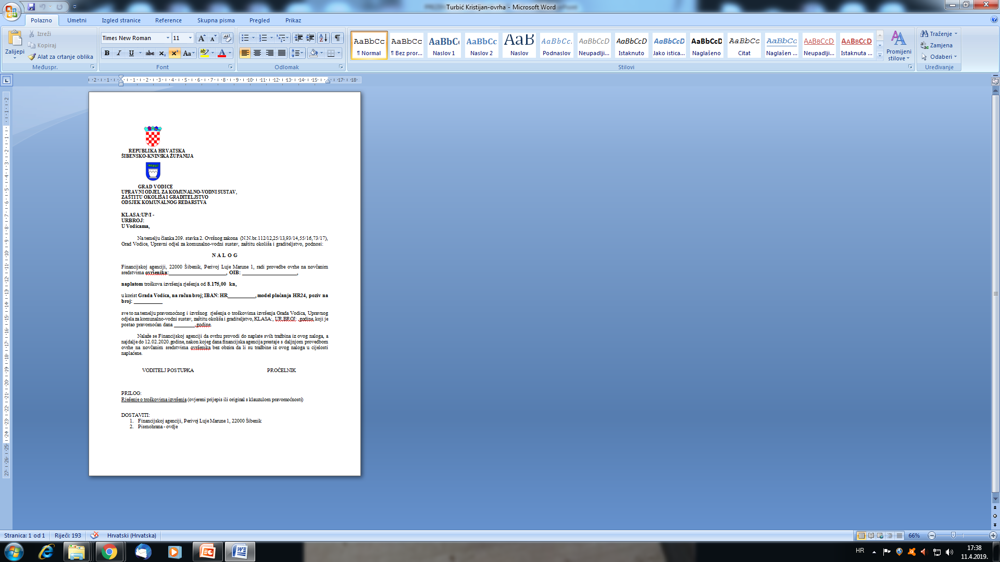 Turbić Kristijan-ovrha - Microsoft Word
Polazno Umetni Izgled stranice Reference Skupna pisma Pregled Prikaz
Zalijepi
Izreži
Kopiraj
Alat za crtanje oblika
Međuspr.
Times New Roman 11
Font
Odlomak
AaBbCc AaBbCc AaBbC AaBbCc AaB AaBbCc. AaBbCcD AaBbCcD AaBbCcD AaBbCcD AaBbCc AaBbCc AaBbCcD AaBbCcD
¶ Normal ¶ Bez pror... Naslov 1 Naslov 2 Naslov Podnaslov Neupadlji... Istaknuto Jako istica... Naglašeno Citat Naglašen ... Neupadlji... Istaknuta ...
Promijeni stilove
Stilovi
Traženje
Zamjena
Odaberi
Uređivanje
REPUBLIKA HRVATSKA
ŠIBENSKO-KNINSKA ŽUPANIJA
GRAD VODICE
UPRAVNI ODJEL ZA KOMUNALNO-VODNI SUSTAV,
ZAŠTITU OKOLIŠA I GRADITELJSTVO
ODSJEK KOMUNALNOG REDARSTVA
KLASA:UP/I -
URBROJ:
U Vodicama,
Na temelju članka 209. stavka 2. Ovršnog zakona (N.N.br.112/12,25/13,93/14,55/16,73/17),
Grad Vodice, Upravni odjel za komunalno-vodni sustav, zaštitu okoliša i graditeljstvo, podnosi:
N A L O G
Financijskoj agenciji, 22000 Šibenik, Perivoj Luje Marune 1, radi provedbe ovrhe na novčanim
sredstvima ovršenika:______________________, OIB: _____________________,
naplatom troškova izvršenja rješenja od 8.175,00 kn,
u korist Grada Vodica, na račun broj; IBAN: HR___________, model plaćanja HR24, poziv na
broj: ___________
sve to na temelju pravomoćnog i izvršnog rješenja o troškovima izvršenja Grada Vodica, Upravnog
odjela za komunalno-vodni sustav, zaštitu okoliša i graditeljstvo, KLASA:, UR.BROJ: ,godine, koji je
postao pravomoćan dana ________,godine.
Nalaže se Financijskoj agenciji da ovrhu provodi do naplate svih tražbina iz ovog naloga, a
najdalje do 12.02.2020.godine, nakon kojeg dana financijska agencija prestaje s daljnjom provedbom
ovrhe na novčanim sredstvima ovršenika bez obzira da li su tražbine iz ovog naloga u cijelosti
naplaćene.
VODITELJ POSTUPKA PROČELNIK
PRILOG:
Rješenje o troškovima izvršenja (ovjereni prijepis ili original s klauzulom pravomoćnosti)
DOSTAVITI:
1. Financijskoj agenciji, Perivoj Luje Marune 1, 22000 Šibenik
2. Pismohrana - ovdje
Stranica: 1 od 1 Riječi: 193 Hrvatski (Hrvatska) 66%
HR 17:38
11.4.2019.